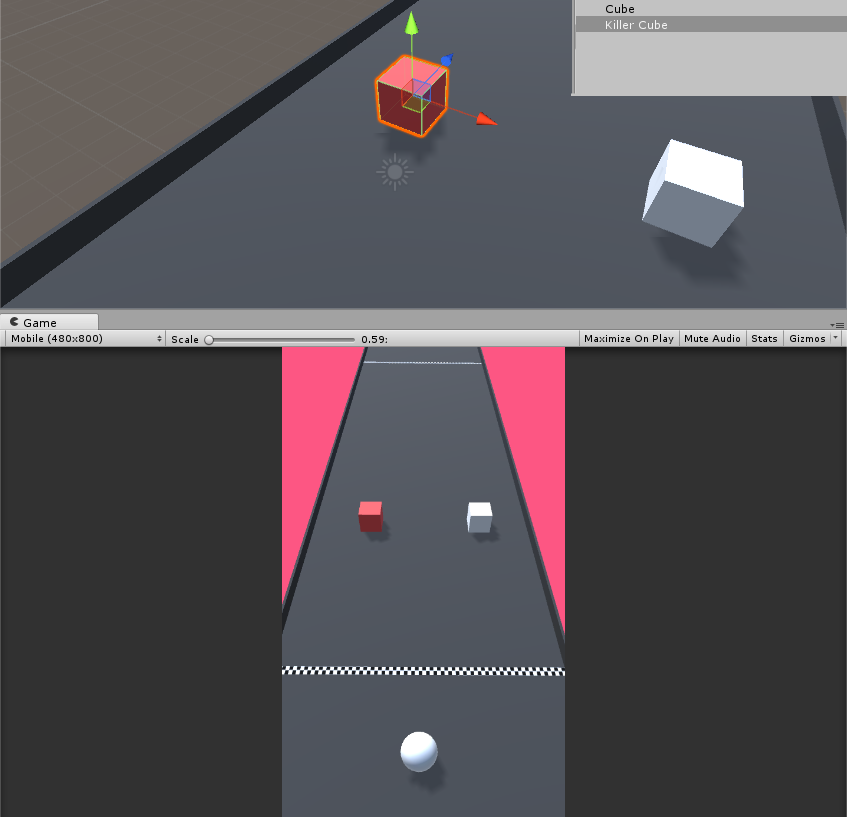 Cube
Killer Cube
Game
Mobile (480x800)
Scale 0.59:
Maximize On Play Mute Audio Stats Gizmos